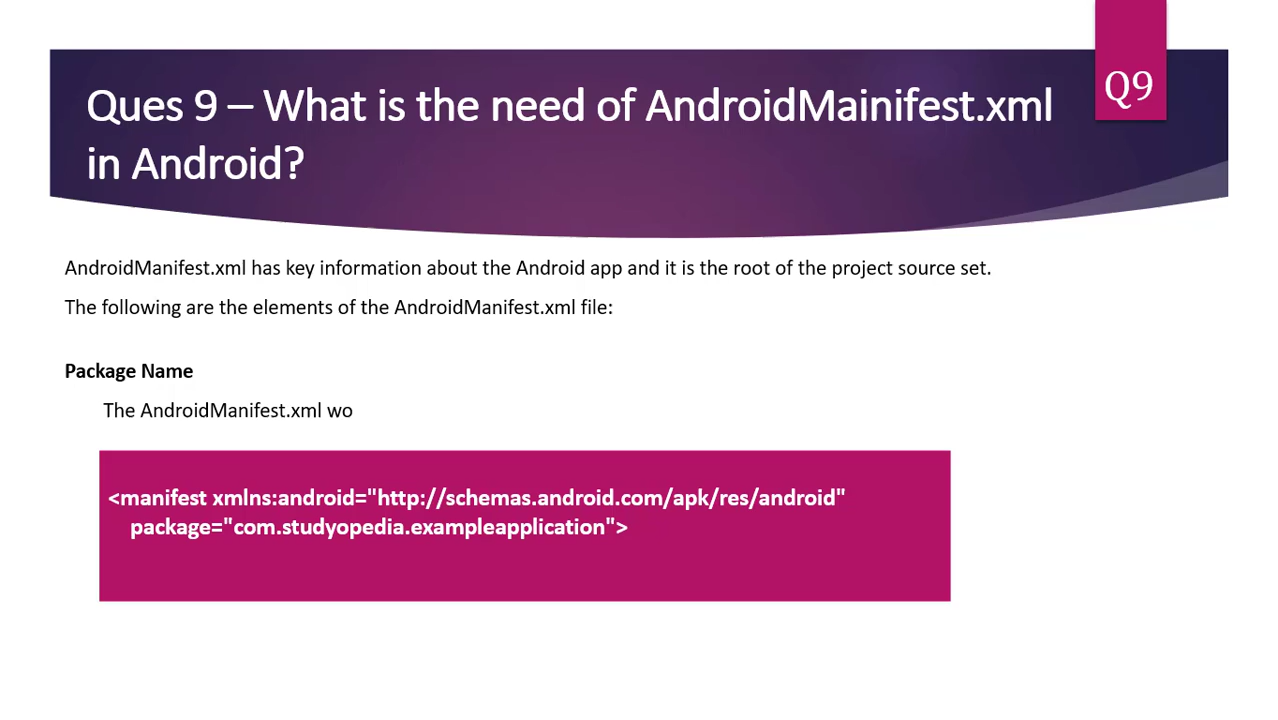 Q9
Ques 9 – What is the need of AndroidMainifest.xml
in Android?
AndroidManifest.xml has key information about the Android app and it is the root of the project source set.
The following are the elements of the AndroidManifest.xml file:
Package Name
The AndroidManifest.xml wo
<manifest xmlns:android="http://schemas.android.com/apk/res/android"
package="com.studyopedia.exampleapplication">